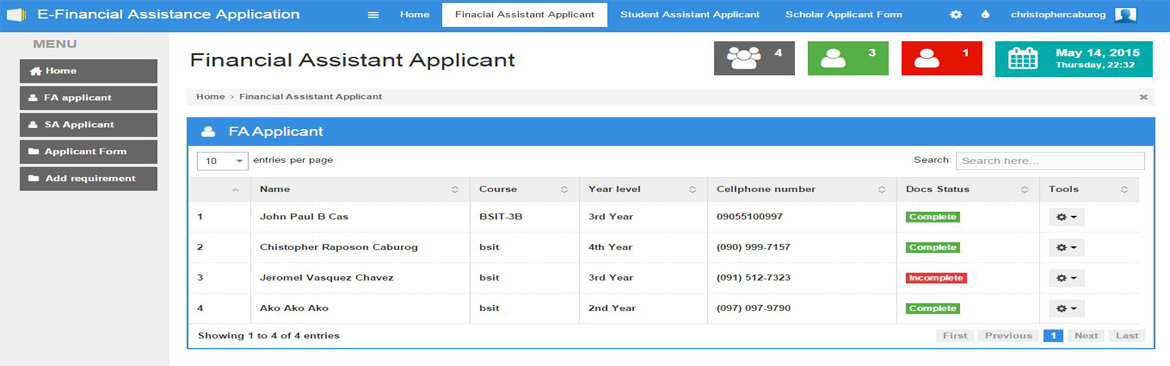 E-Financial Assistance Application Home Finacial Assistant Applicant Student Assistant Applicant Scholar Applicant Form christophercaburog
MENU
Home
FA applicant
SA Applicant
Applicant Form
Add requirement
Financial Assistant Applicant
4
3
1
May 14, 2015
Thursday, 22:32
Home › Financial Assistant Applicant
FA Applicant
10 entries per page Search: Search here...
Name Course Year level Cellphone number Docs Status Tools
1 John Paul B Cas BSIT-3B 3rd Year 09055100997 Complete
2 Chistopher Raposon Caburog bsit 4th Year (090) 999-7157 Complete
3 Jeromel Vasquez Chavez bsit 3rd Year (091) 512-7323 Incomplete
4 Ako Ako Ako bsit 2nd Year (097) 097-9790 Complete
Showing 1 to 4 of 4 entries First Previous 1 Next Last